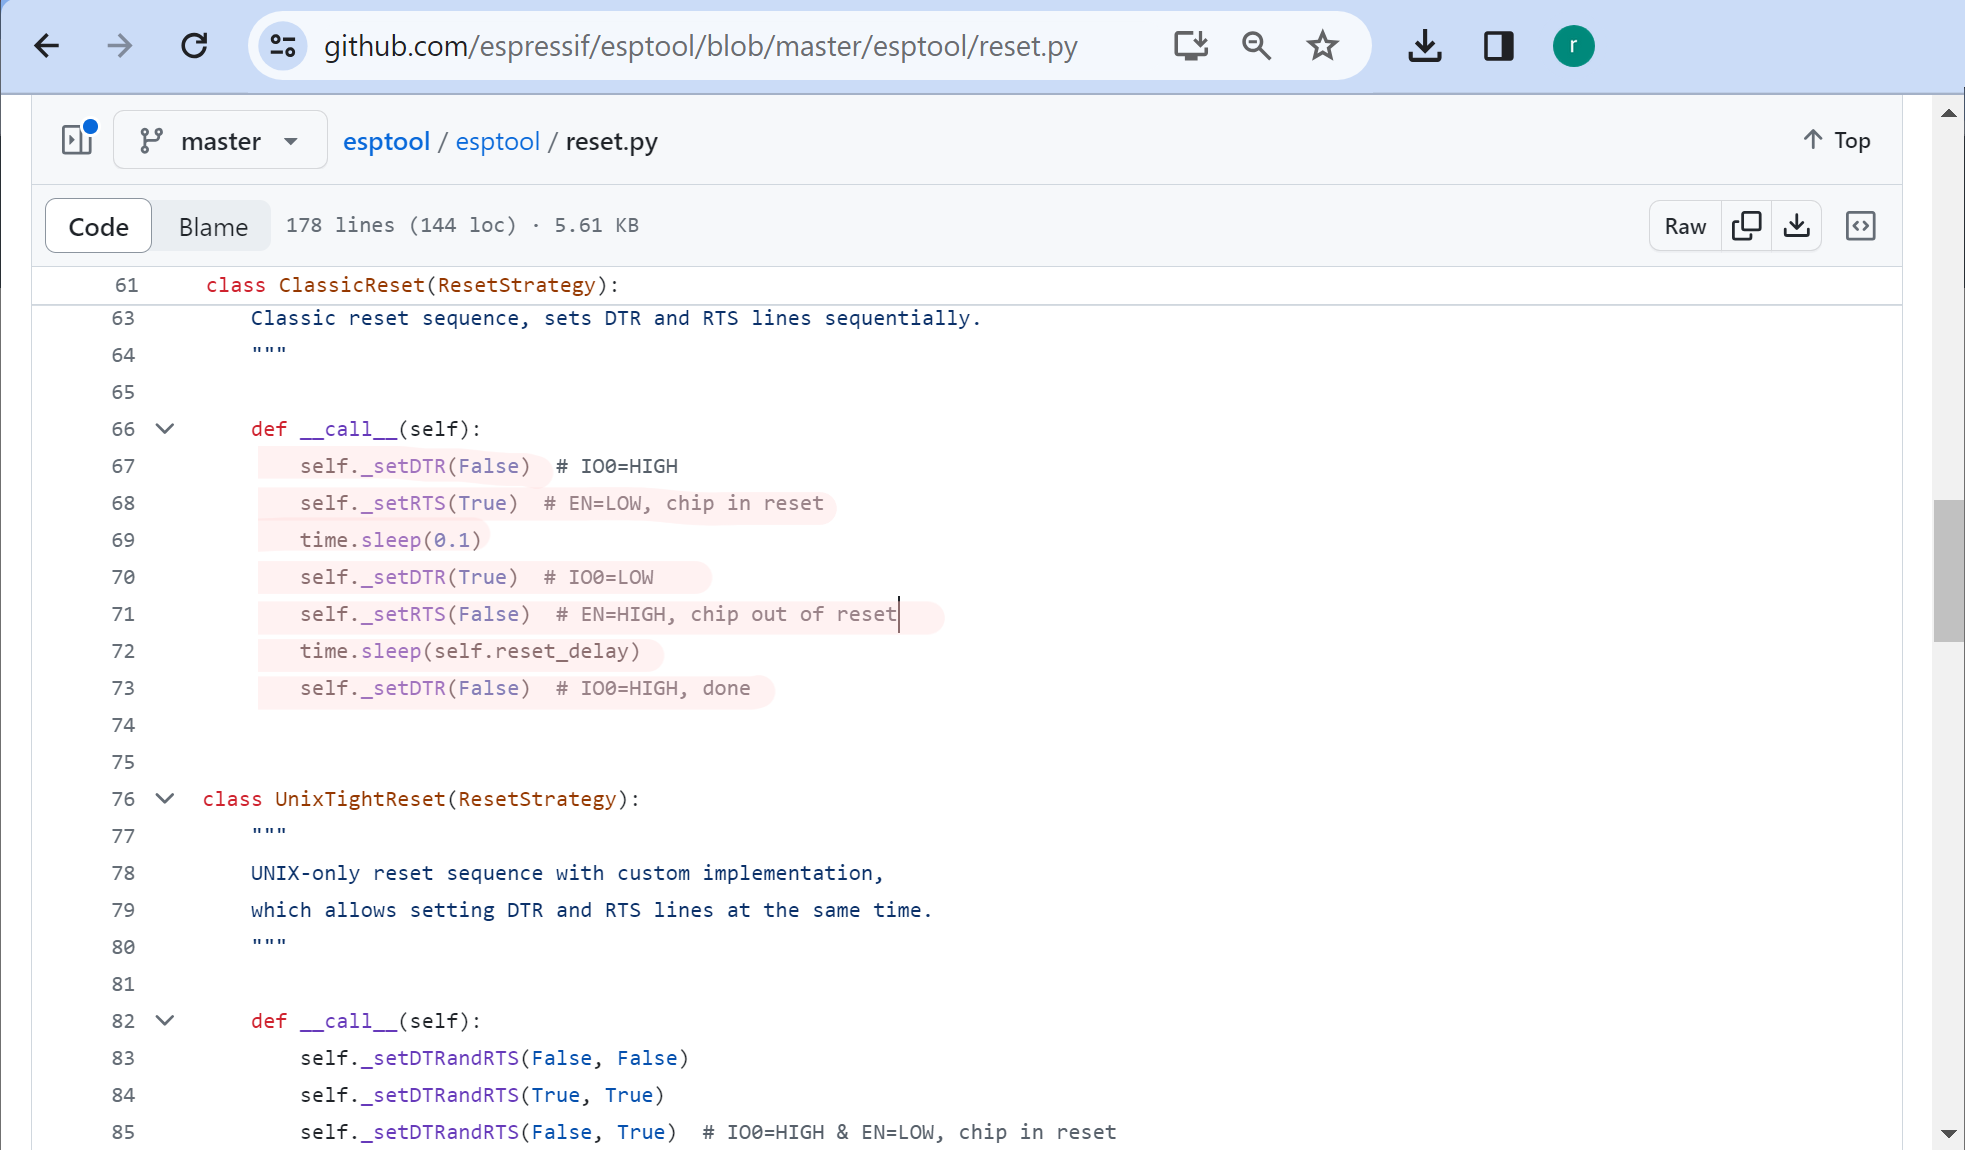 github.com/espressif/esptool/blob/master/esptool/reset.py
r
master esptool / esptool / reset.py
Top
Code Blame 178 lines (144 loc) · 5.61 KB
Raw
61 class ClassicReset(ResetStrategy):
63     Classic reset sequence, sets DTR and RTS lines sequentially.
64     """
65
66     def __call__(self):
67         self._setDTR(False)  # IO0=HIGH
68         self._setRTS(True)  # EN=LOW, chip in reset
69         time.sleep(0.1)
70         self._setDTR(True)  # IO0=LOW
71         self._setRTS(False)  # EN=HIGH, chip out of reset
72         time.sleep(self.reset_delay)
73         self._setDTR(False)  # IO0=HIGH, done
74
75
76 class UnixTightReset(ResetStrategy):
77     """
78     UNIX-only reset sequence with custom implementation,
79     which allows setting DTR and RTS lines at the same time.
80     """
81
82     def __call__(self):
83         self._setDTRandRTS(False, False)
84         self._setDTRandRTS(True, True)
85         self._setDTRandRTS(False, True)  # IO0=HIGH & EN=LOW, chip in reset